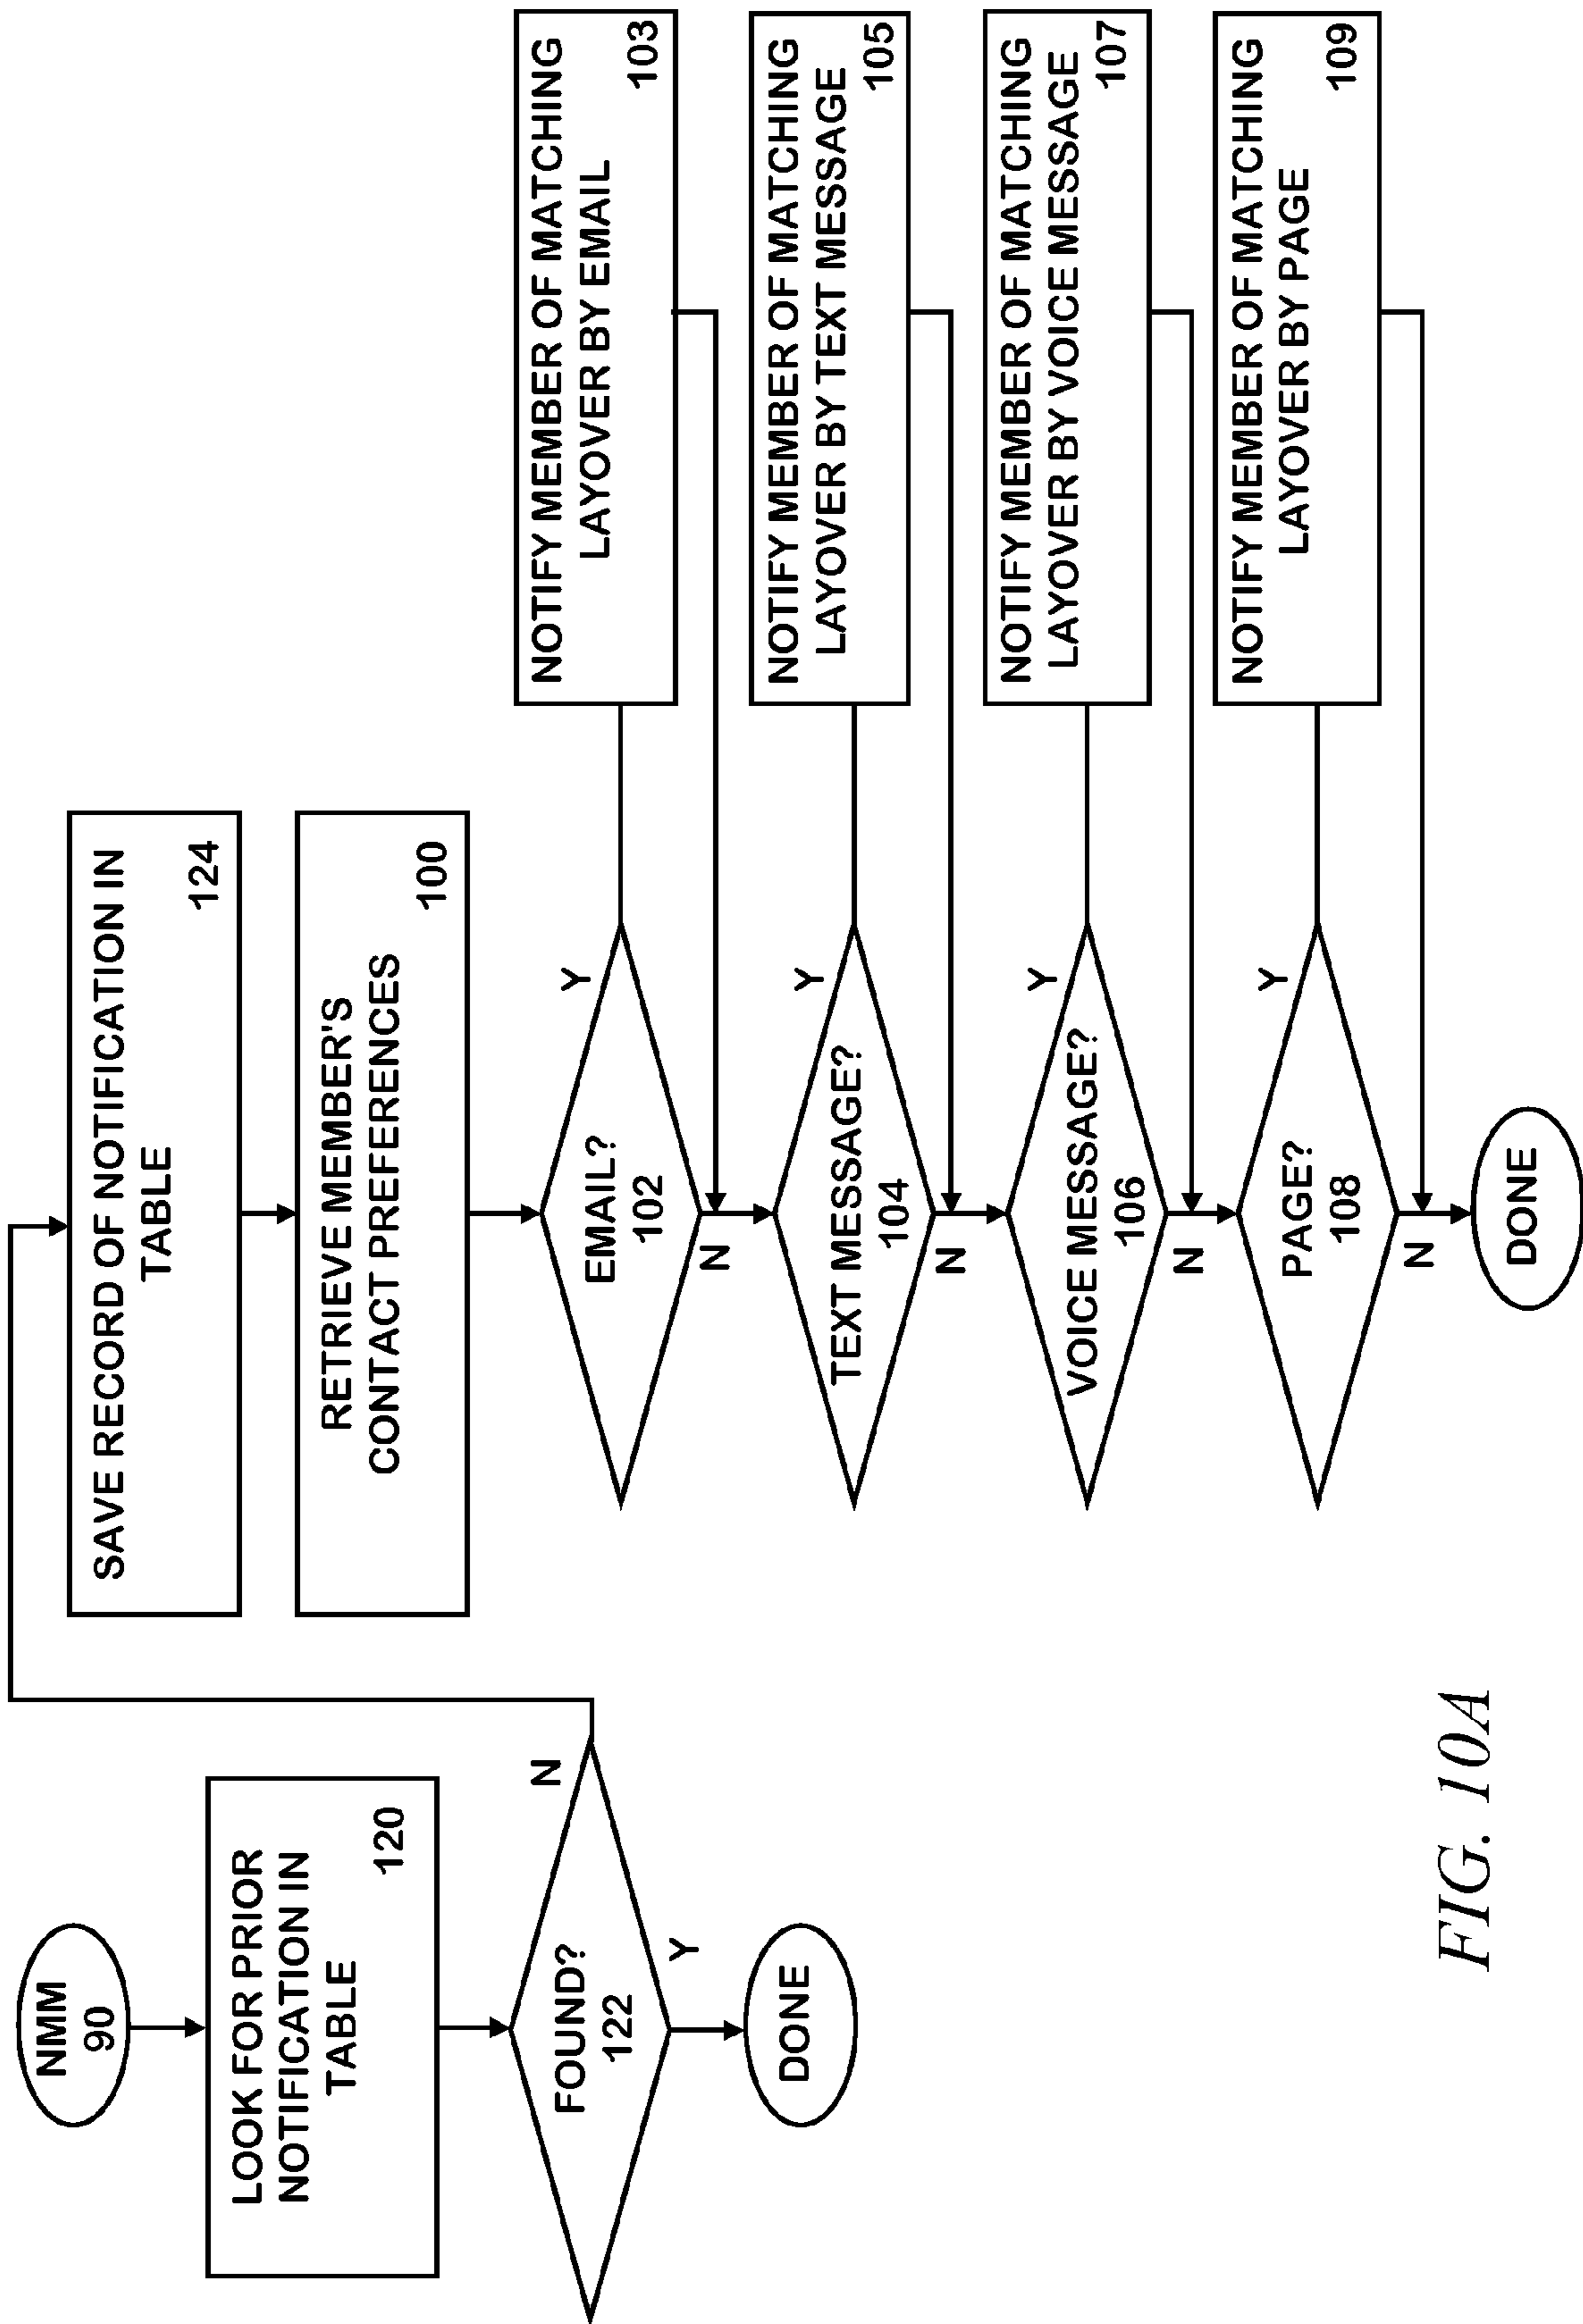 NMM
90
LOOK FOR PRIOR
NOTIFICATION IN
TABLE
120
FOUND?
122
N
Y
DONE
SAVE RECORD OF NOTIFICATION IN
TABLE
124
RETRIEVE MEMBER'S
CONTACT PREFERENCES
100
EMAIL?
102
Y
N
NOTIFY MEMBER OF MATCHING
LAYOVER BY EMAIL
103
TEXT MESSAGE?
104
Y
N
NOTIFY MEMBER OF MATCHING
LAYOVER BY TEXT MESSAGE
105
VOICE MESSAGE?
106
Y
N
NOTIFY MEMBER OF MATCHING
LAYOVER BY VOICE MESSAGE
107
PAGE?
108
Y
N
NOTIFY MEMBER OF MATCHING
LAYOVER BY PAGE
109
DONE
FIG. 10A